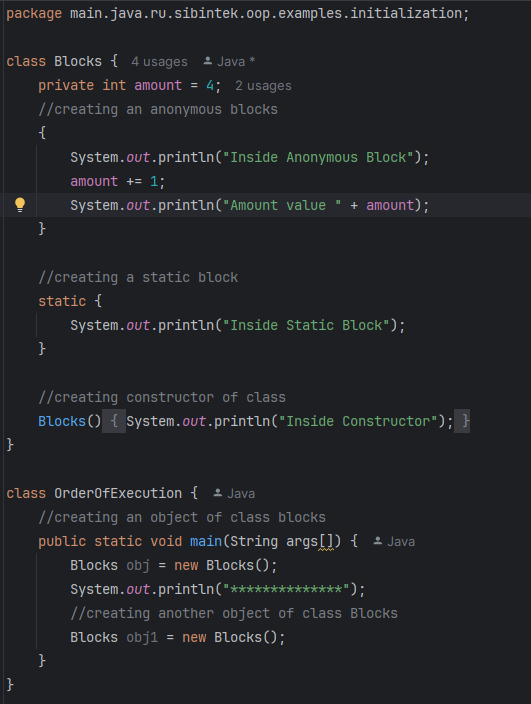 package main.java.ru.sibintek.oop.examples.initialization;
class Blocks { 4 usages Java *
private int amount = 4; 2 usages
//creating an anonymous blocks
{
System.out.println("Inside Anonymous Block");
amount += 1;
System.out.println("Amount value " + amount);
}
//creating a static block
static {
System.out.println("Inside Static Block");
}
//creating constructor of class
Blocks() { System.out.println("Inside Constructor"); }
}
class OrderOfExecution { Java
//creating an object of class blocks
public static void main(String args[]) { Java
Blocks obj = new Blocks();
System.out.println("**************");
//creating another object of class Blocks
Blocks obj1 = new Blocks();
}
}